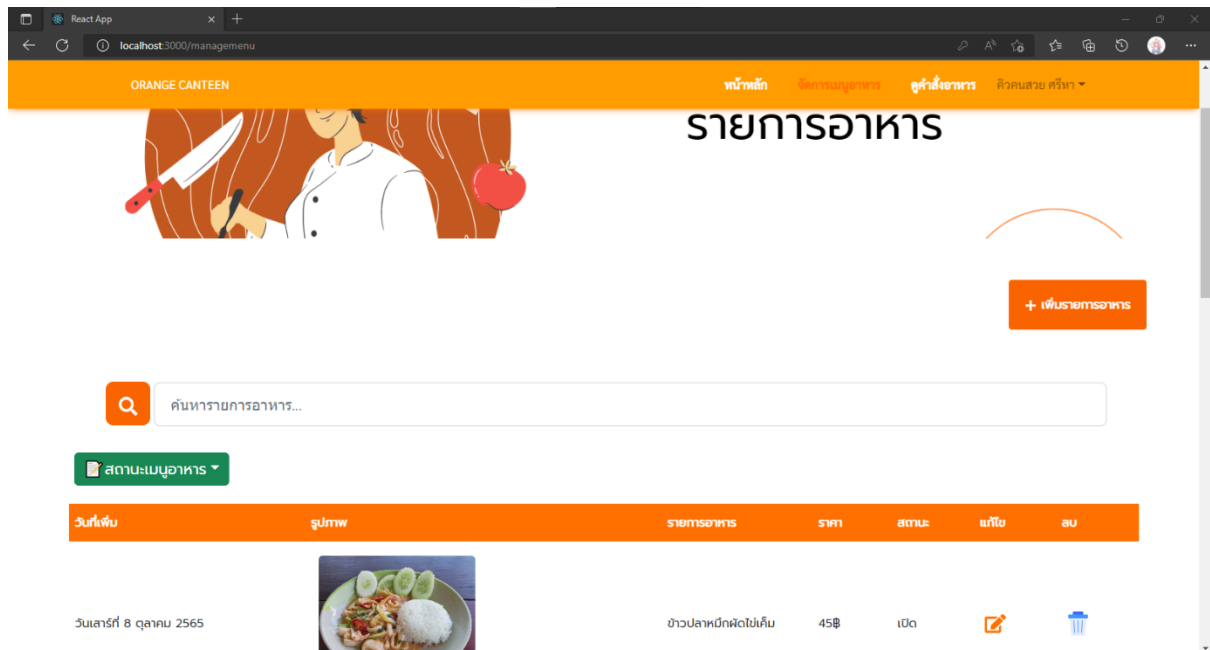 React App
localhost:3000/managemenu
ORANGE CANTEEN หน้าหลัก จัดการเมนูอาหาร ดูคำสั่งอาหาร คิวคนสวย ศรีหา
รายการอาหาร
+ เพิ่มรายการอาหาร
ค้นหารายการอาหาร...
สถานะเมนูอาหาร
วันที่เพิ่ม รูปภาพ รายการอาหาร ราคา สถานะ แก้ไข ลบ
วันเสาร์ที่ 8 ตุลาคม 2565 ข้าวปลาหมึกผัดไข่เค็ม 45฿ เปิด